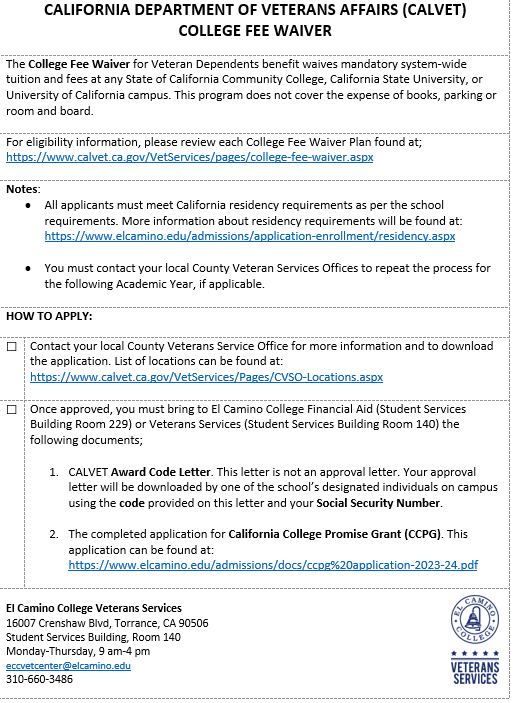 CALIFORNIA DEPARTMENT OF VETERANS AFFAIRS (CALVET)
COLLEGE FEE WAIVER
The College Fee Waiver for Veteran Dependents benefit waives mandatory system-wide
tuition and fees at any State of California Community College, California State University, or
University of California campus. This program does not cover the expense of books, parking or
room and board.
For eligibility information, please review each College Fee Waiver Plan found at;
https://www.calvet.ca.gov/VetServices/pages/college-fee-waiver.aspx
Notes:
• All applicants must meet California residency requirements as per the school
requirements. More information about residency requirements will be found at:
https://www.elcamino.edu/admissions/application-enrollment/residency.aspx
• You must contact your local County Veteran Services Offices to repeat the process for
the following Academic Year, if applicable.
HOW TO APPLY:
☐ Contact your local County Veterans Service Office for more information and to download
the application. List of locations can be found at:
https://www.calvet.ca.gov/VetServices/Pages/CVSO-Locations.aspx
☐ Once approved, you must bring to El Camino College Financial Aid (Student Services
Building Room 229) or Veterans Services (Student Services Building Room 140) the
following documents;
1. CALVET Award Code Letter. This letter is not an approval letter. Your approval
letter will be downloaded by one of the school's designated individuals on campus
using the code provided on this letter and your Social Security Number.
2. The completed application for California College Promise Grant (CCPG). This
application can be found at:
https://www.elcamino.edu/admissions/docs/ccpg%20application-2023-24.pdf
El Camino College Veterans Services
16007 Crenshaw Blvd, Torrance, CA 90506
Student Services Building, Room 140
Monday-Thursday, 9 am-4 pm
eccvetcenter@elcamino.edu
310-660-3486
EL CAMINO
COLLEGE
VETERANS
SERVICES